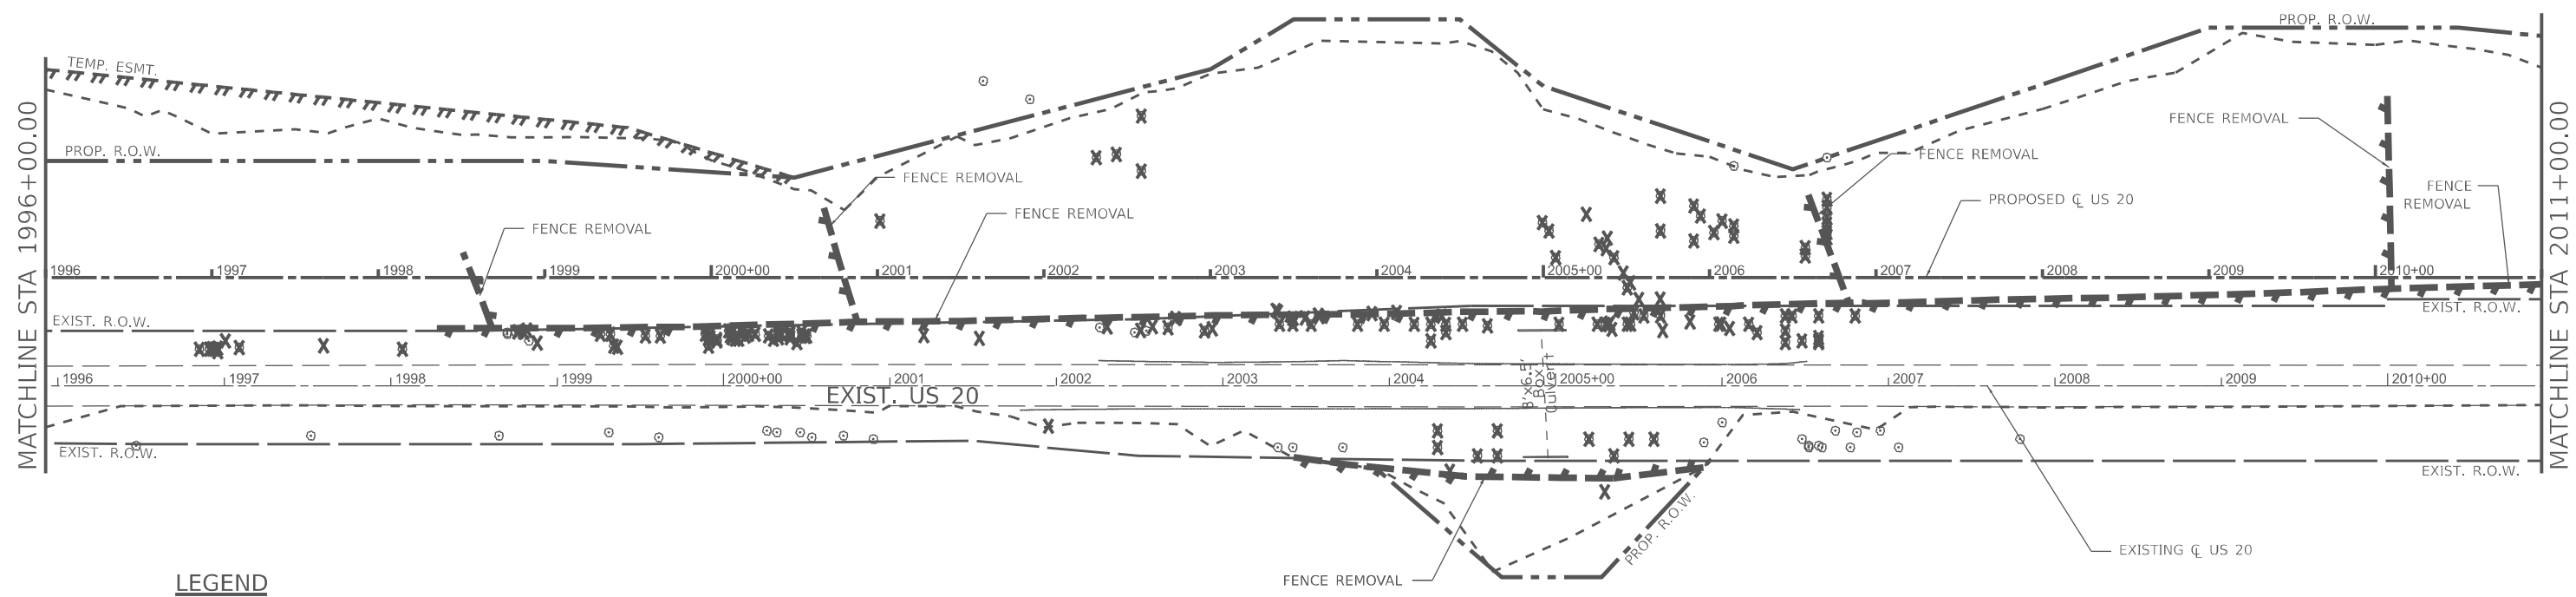 PROP. R.O.W.
TEMP. ESMT.
MATCHLINE STA 1996+00.00
MATCHLINE STA 2011+00.00
FENCE REMOVAL
PROP. R.O.W.
FENCE REMOVAL
FENCE REMOVAL
FENCE
REMOVAL
PROPOSED ℄ US 20
FENCE REMOVAL
FENCE REMOVAL
1996 1997 1998 1999 2000+00 2001 2002 2003 2004 2005+00 2006 2007 2008 2009 2010+00
EXIST. R.O.W.
EXIST. R.O.W.
1996 1997 1998 1999 2000+00 2001 2002 2003 2004 2005+00 2006 2007 2008 2009 2010+00
8'x6.5'
Box
Culvert
EXIST. US 20
EXIST. R.O.W.
EXIST. R.O.W.
PROP. R.O.W.
EXISTING ℄ US 20
FENCE REMOVAL
LEGEND